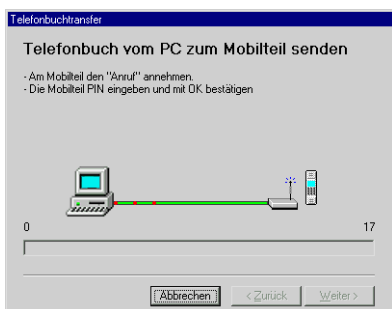 Telefonbuchtransfer
Telefonbuch vom PC zum Mobilteil senden
- Am Mobilteil den "Anruf" annehmen.
- Die Mobilteil PIN eingeben und mit OK bestätigen
0 17
Abbrechen < Zurück Weiter >